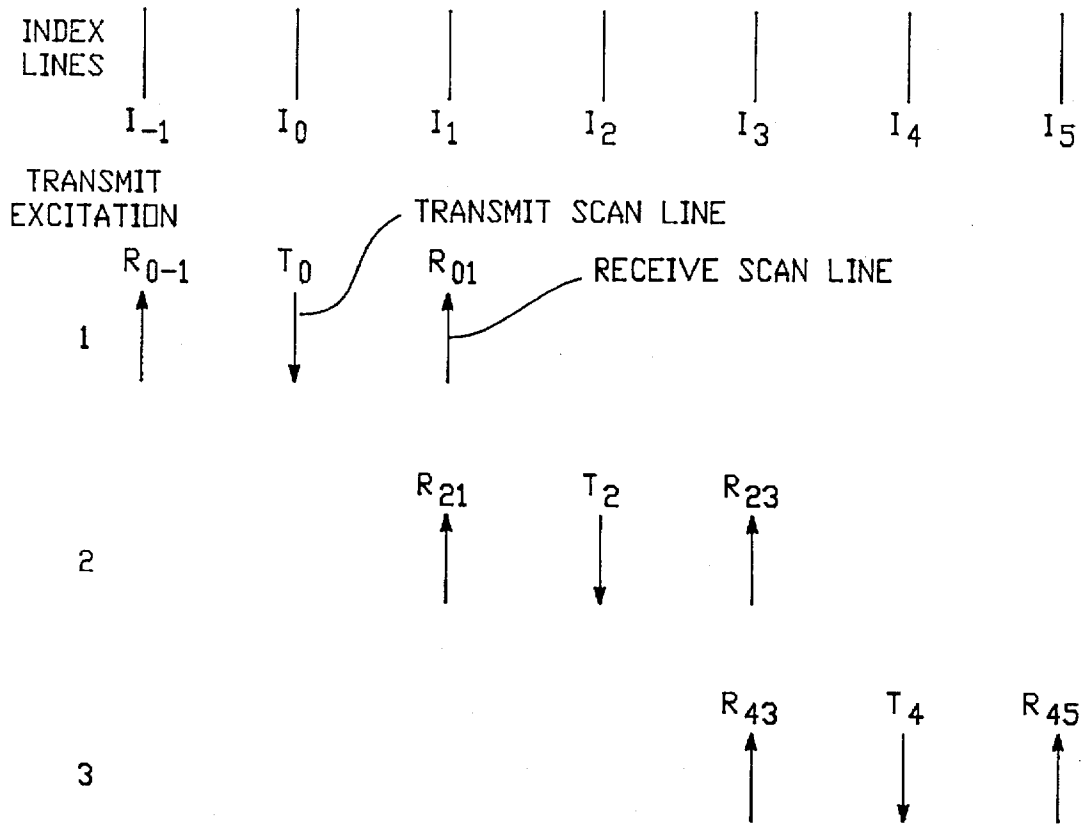 INDEX
LINES
I-1 I0 I1 I2 I3 I4 I5
TRANSMIT
EXCITATION
TRANSMIT SCAN LINE
R0-1 T0 R01
RECEIVE SCAN LINE
1
R21 T2 R23
2
R43 T4 R45
3